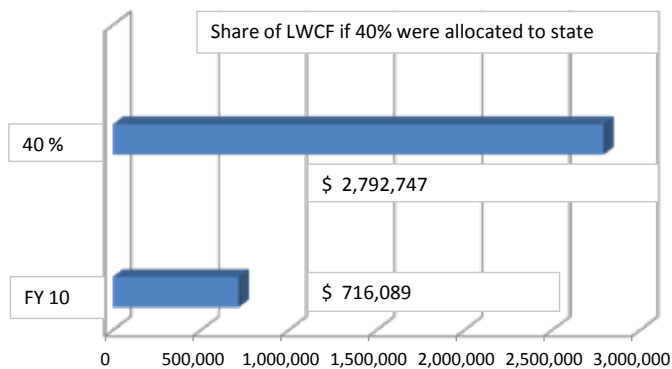 Share of LWCF if 40% were allocated to state
40 %
$ 2,792,747
FY 10
$ 716,089
0 500,000 1,000,000 1,500,000 2,000,000 2,500,000 3,000,000